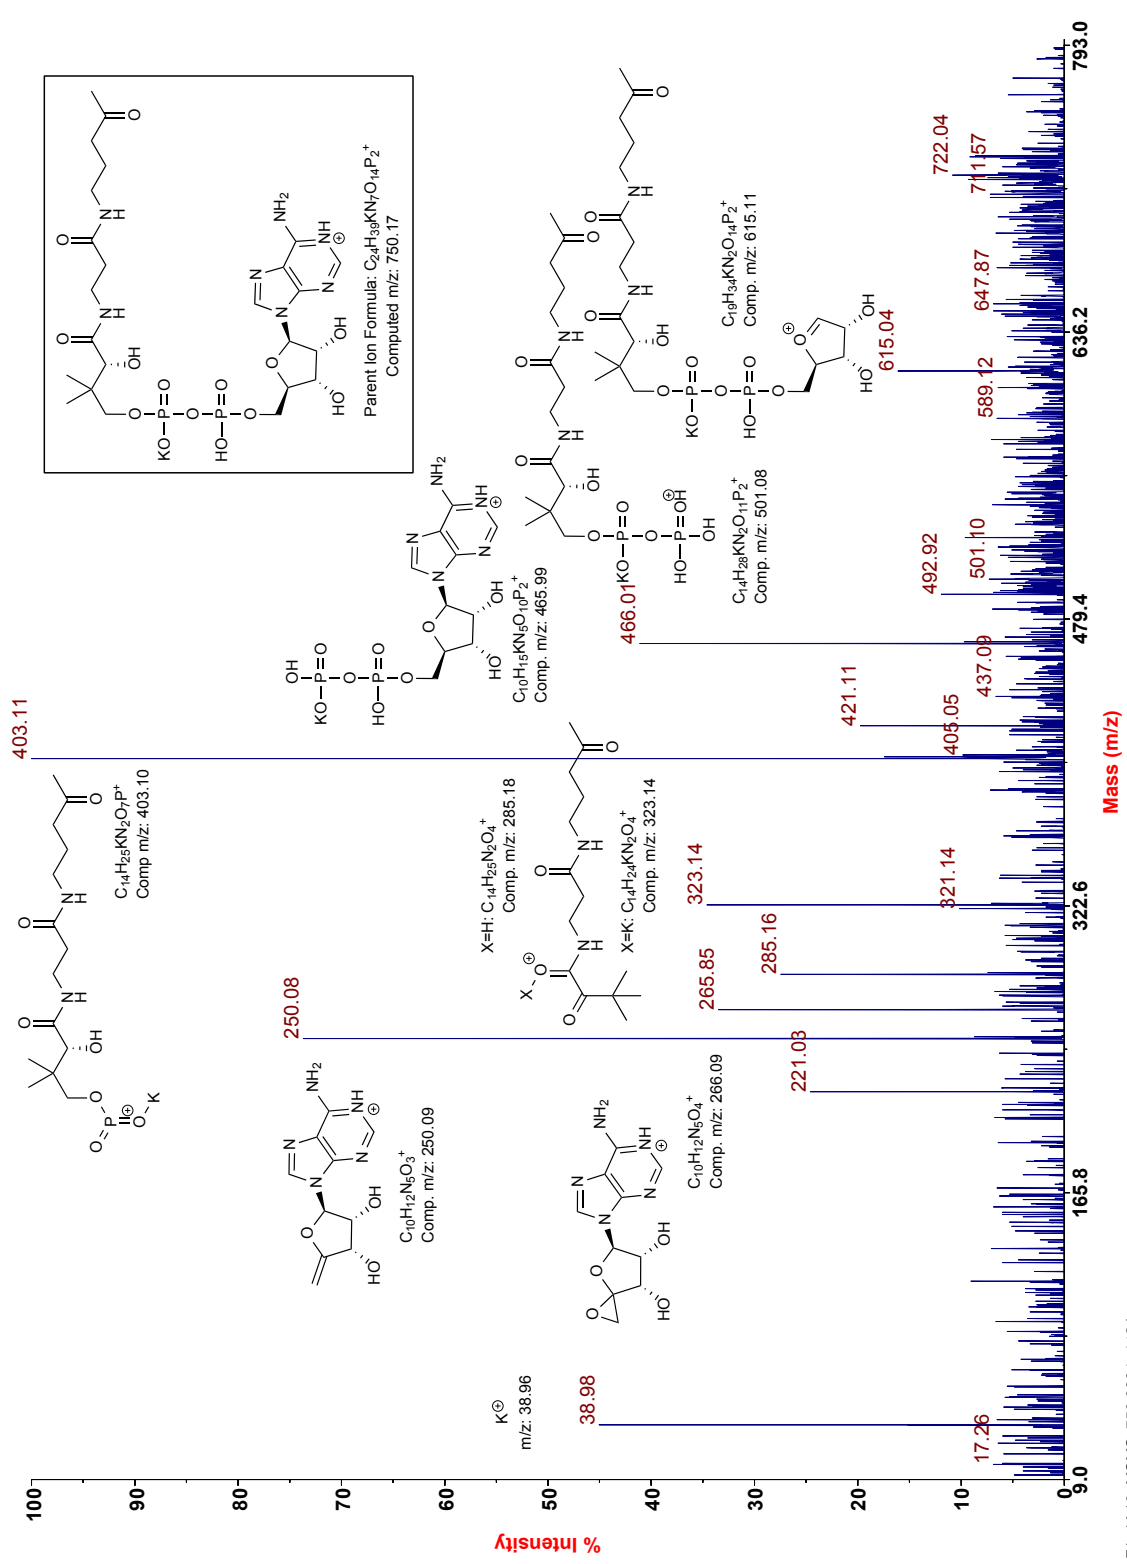 403.11
C14H25KN2O7P+
Comp m/z: 403.10
250.08
C10H12N5O3+
Comp. m/z: 250.09
K⊕
m/z: 38.96
38.98
17.26
C10H12N5O4+
Comp. m/z: 266.09
221.03
265.85
285.16
X=H: C14H25N2O4+
Comp. m/z: 285.18
X=K: C14H24KN2O4+
Comp. m/z: 323.14
323.14
321.14
405.05
421.11
437.09
C10H15KN5O10P2+
Comp. m/z: 465.99
466.01
492.92
501.10
C14H28KN2O11P2+
Comp. m/z: 501.08
C19H34KN2O14P2+
Comp. m/z: 615.11
615.04
589.12
647.87
711.57
722.04
Parent Ion Formula: C24H39KN7O14P2+
Computed m/z: 750.17
% Intensity
100
90
80
70
60
50
40
30
20
10
0
9.0
165.8
322.6
479.4
636.2
793.0
Mass (m/z)